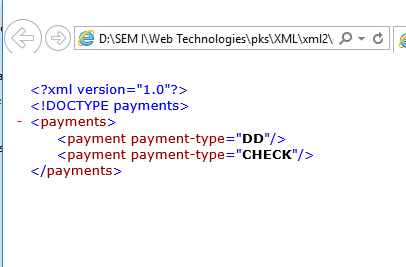 D:\SEM I\Web Technologies\pks\XML\xml2\
<?xml version="1.0"?>
<!DOCTYPE payments>
- <payments>
<payment payment-type="DD"/>
<payment payment-type="CHECK"/>
</payments>